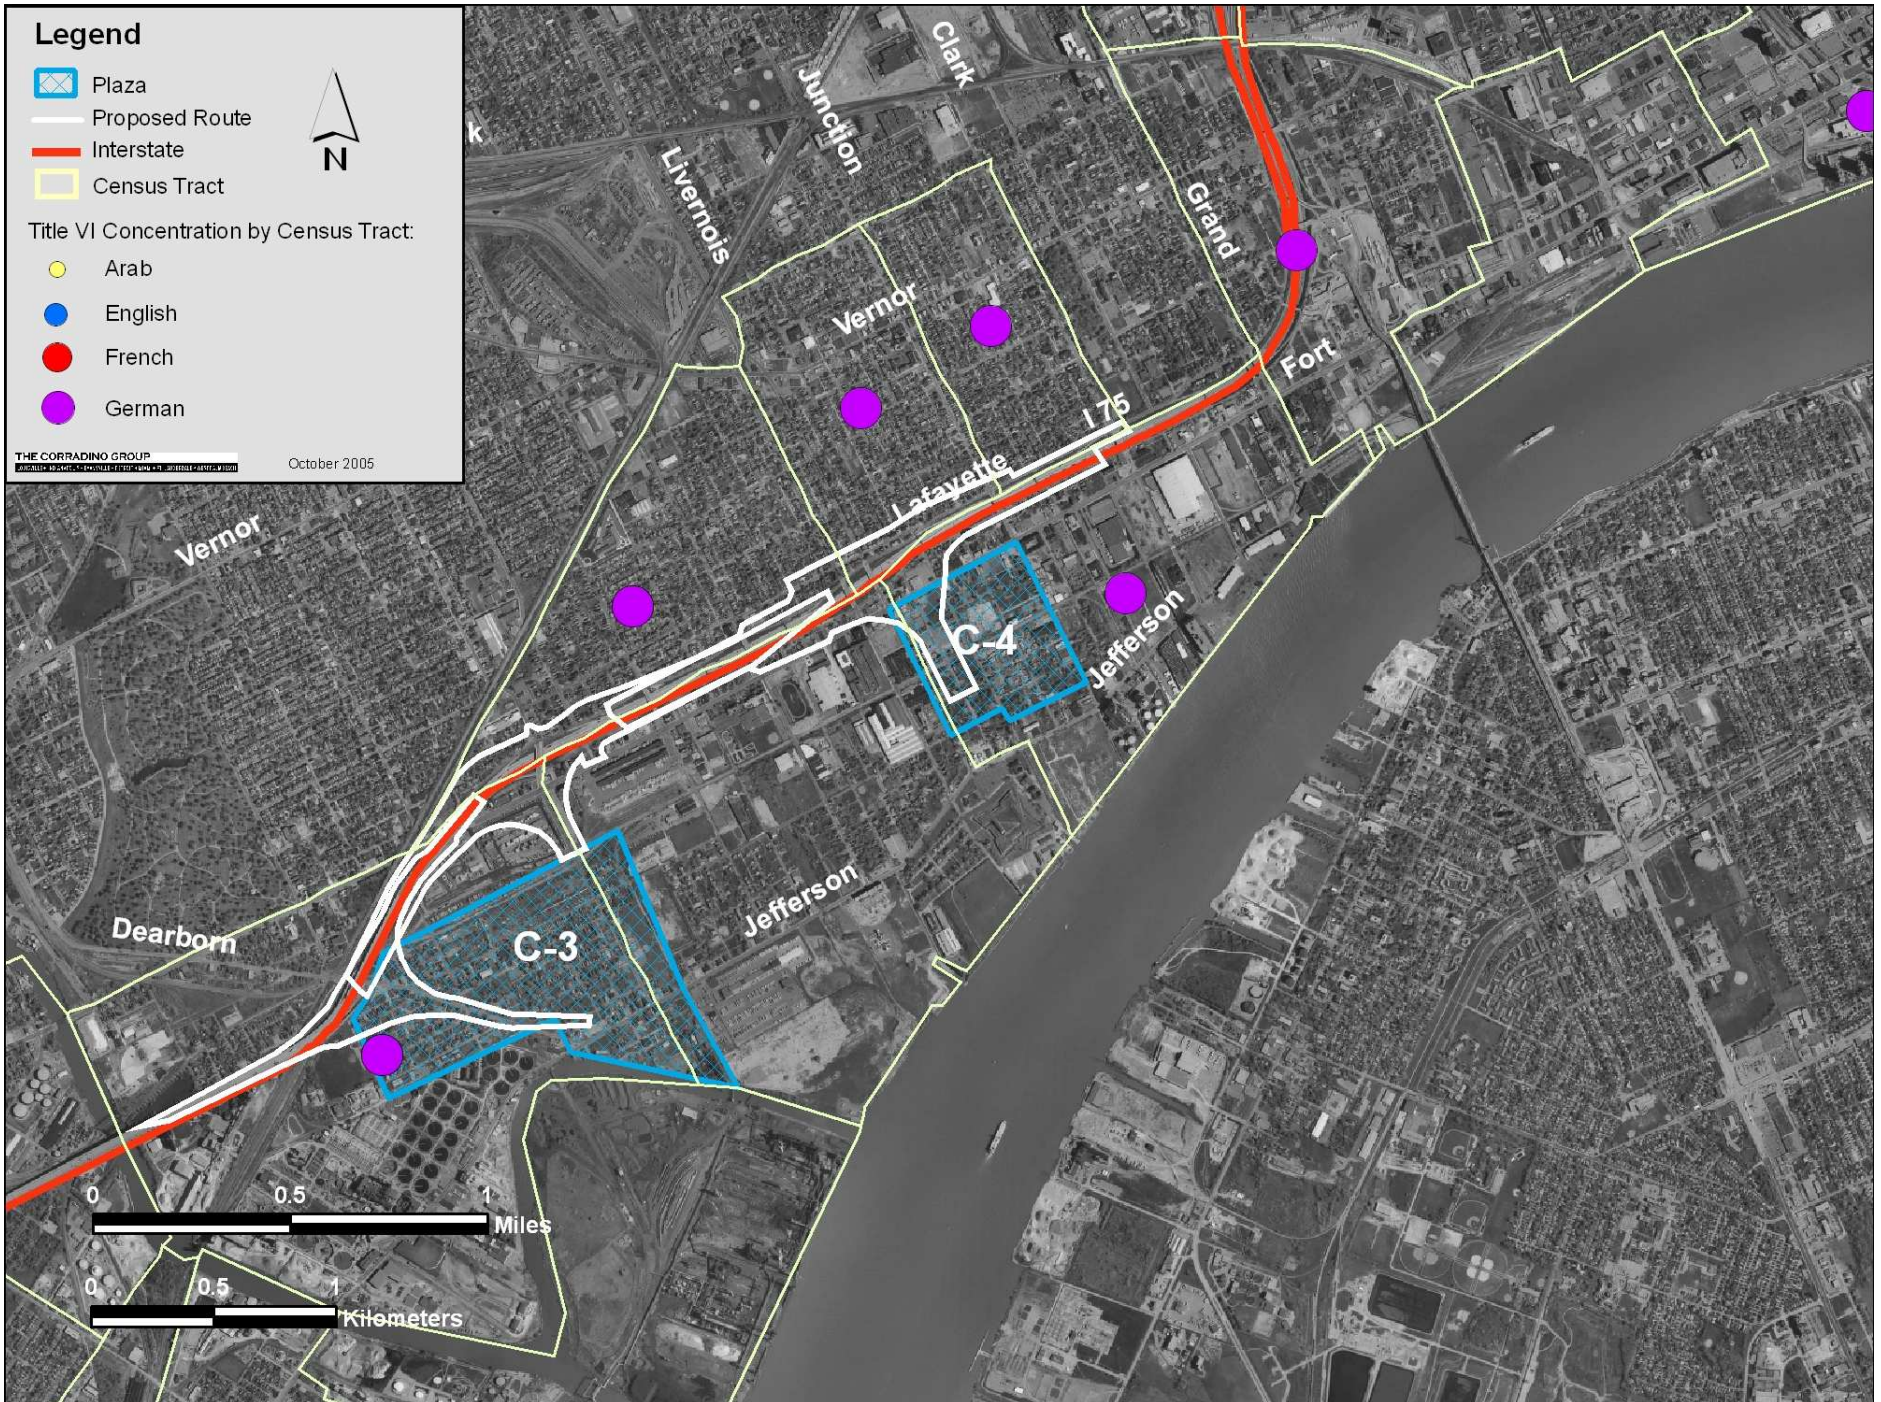 Legend
Plaza
Proposed Route
Interstate
Census Tract
N
Title VI Concentration by Census Tract:
Arab
English
French
German
THE CORRADINO GROUP
October 2005
k
Clark
Junction
Livernois
Grand
Vernor
Fort
I 75
Lafayette
Vernor
C-4
Jefferson
Jefferson
Dearborn
C-3
0 0.5 1
Miles
0 0.5 1
Kilometers